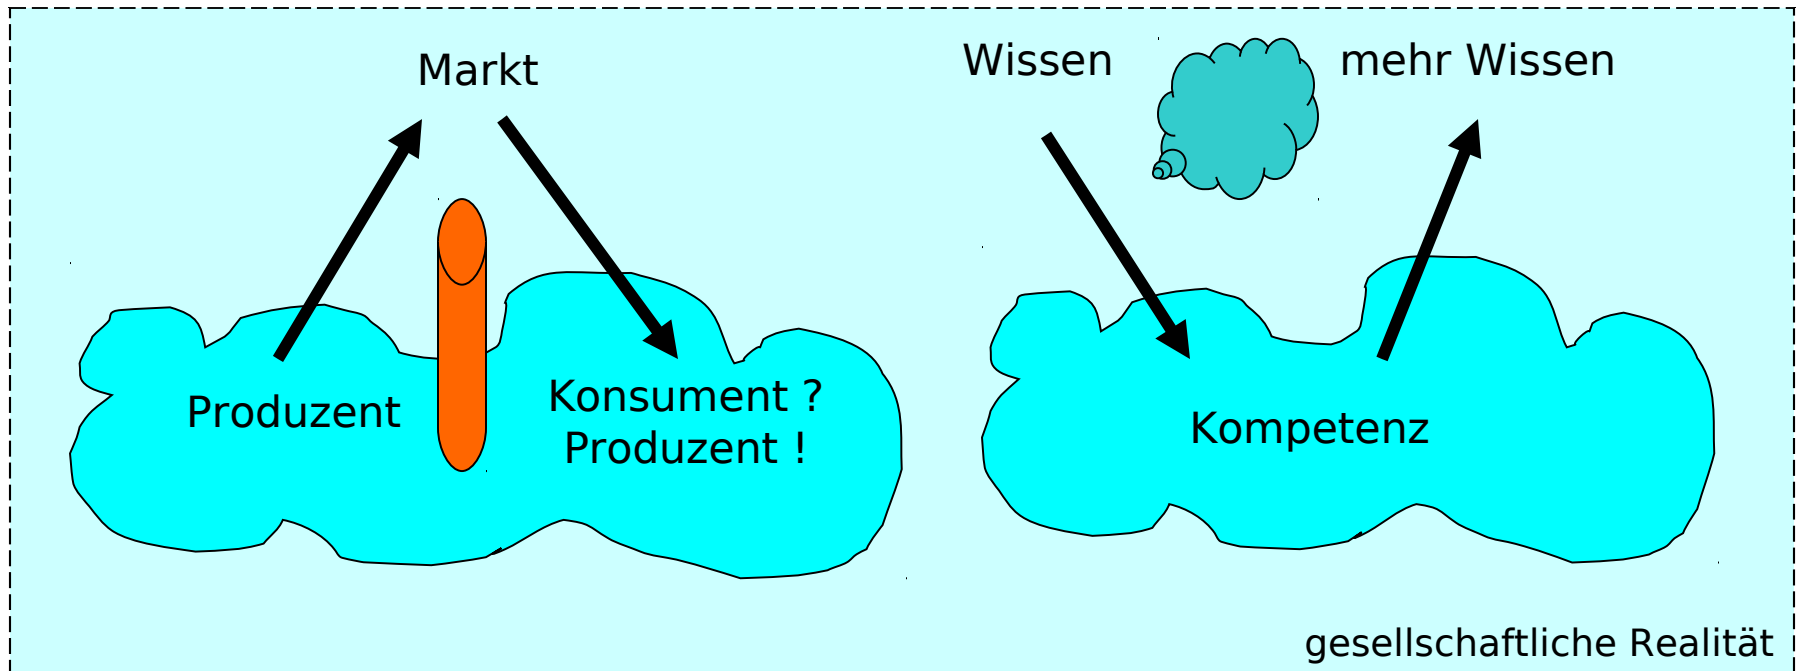 Markt
Wissen
mehr Wissen
Produzent
Konsument ?
Produzent !
Kompetenz
gesellschaftliche Realität